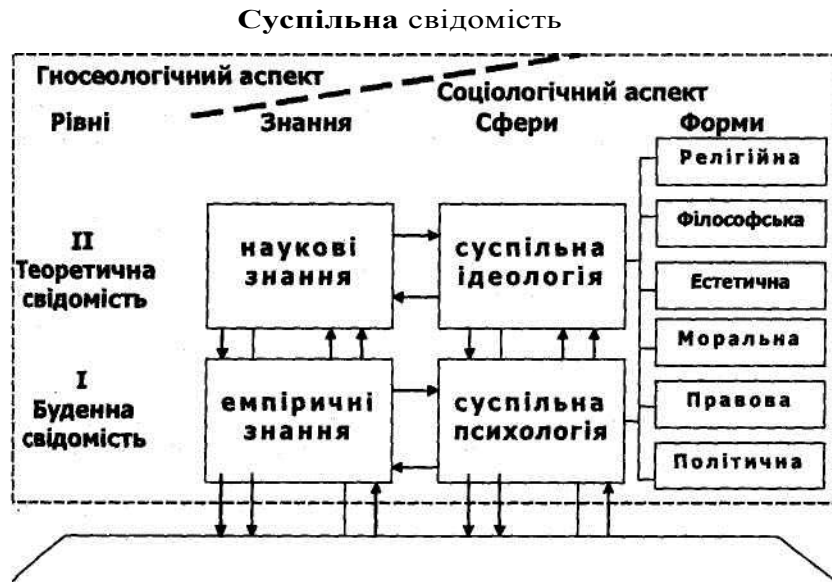 Суспільна свідомість
Гносеологічний аспект
Соціологічний аспект
Рівні
Знання
Сфери
Форми
II
Теоретична
свідомість
наукові
знання
суспільна
ідеологія
I
Буденна
свідомість
емпіричні
знання
суспільна
психологія
Релігійна
Філософська
Естетична
Моральна
Правова
Політична